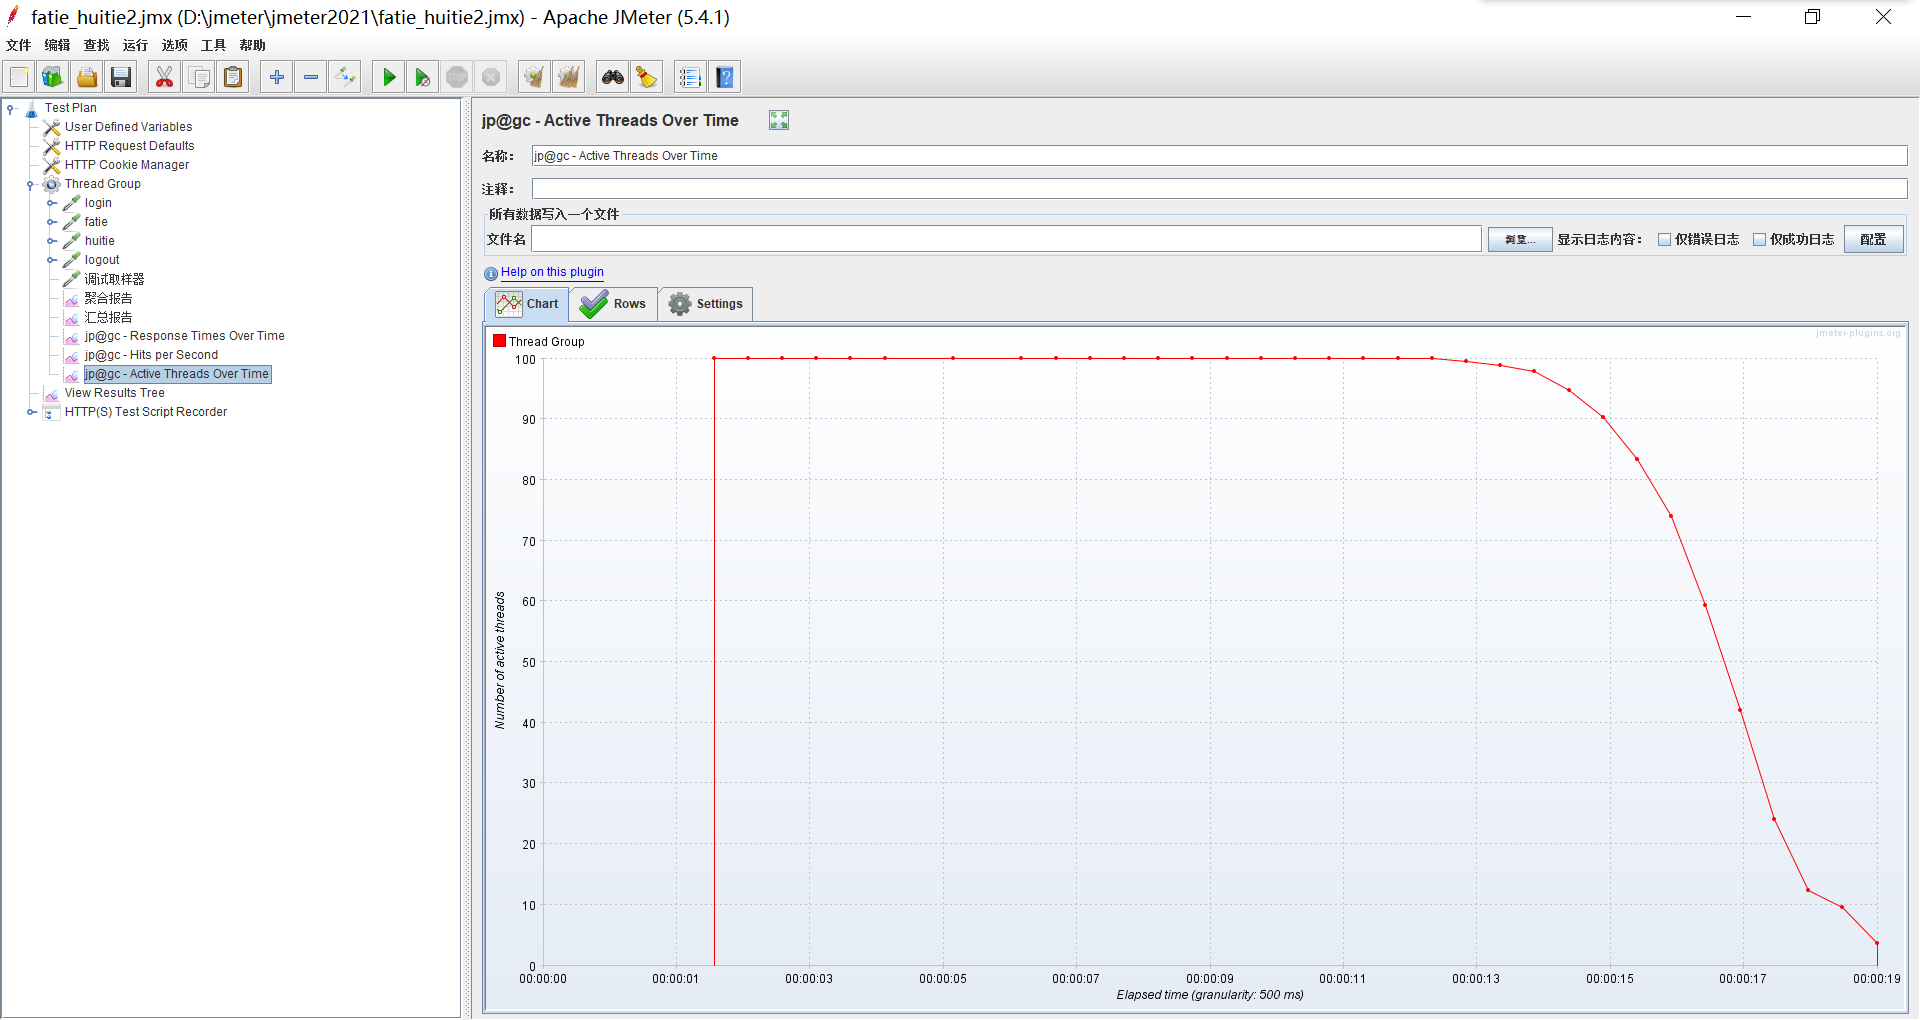 fatie_huitie2.jmx (D:\jmeter\jmeter2021\fatie_huitie2.jmx) - Apache JMeter (5.4.1)
文件 编辑 查找 运行 选项 工具 帮助
STOP
Test Plan
User Defined Variables
HTTP Request Defaults
HTTP Cookie Manager
Thread Group
login
fatie
huitie
logout
调试取样器
聚合报告
汇总报告
jp@gc - Response Times Over Time
jp@gc - Hits per Second
jp@gc - Active Threads Over Time
View Results Tree
HTTP(S) Test Script Recorder
jp@gc - Active Threads Over Time
名称： jp@gc - Active Threads Over Time
注释：
所有数据写入一个文件
文件名 浏览... 显示日志内容： 仅错误日志 仅成功日志 配置
Help on this plugin
Chart Rows Settings
jmeter-plugins.org
Thread Group
100
90
80
70
60
50
40
30
20
10
0
Number of active threads
00:00:00 00:00:01 00:00:03 00:00:05 00:00:07 00:00:09 00:00:11 00:00:13 00:00:15 00:00:17 00:00:19
Elapsed time (granularity: 500 ms)